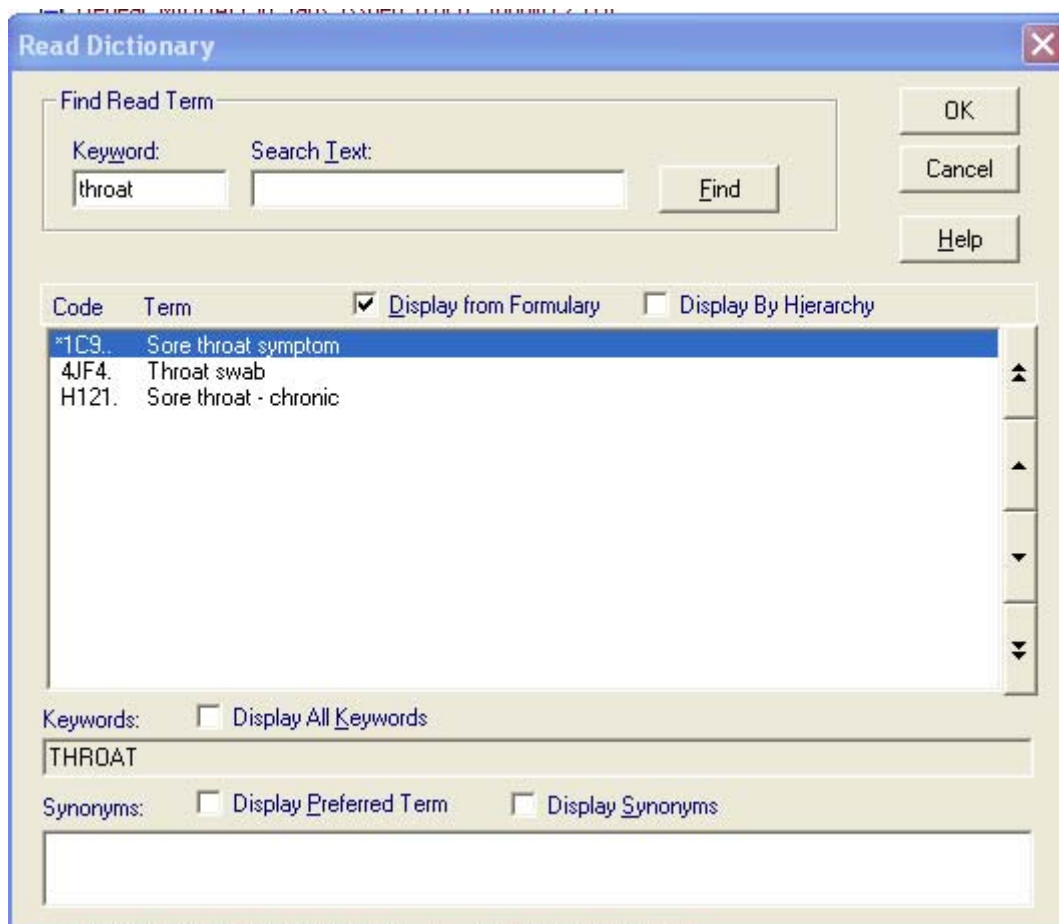 Read Dictionary
Find Read Term
OK
Keyword: Search Text:
throat
Find
Cancel
Help
Code Term Display from Formulary Display By Hierarchy
*1C9.. Sore throat symptom
4JF4. Throat swab
H121. Sore throat - chronic
Keywords: Display All Keywords
THROAT
Synonyms: Display Preferred Term Display Synonyms